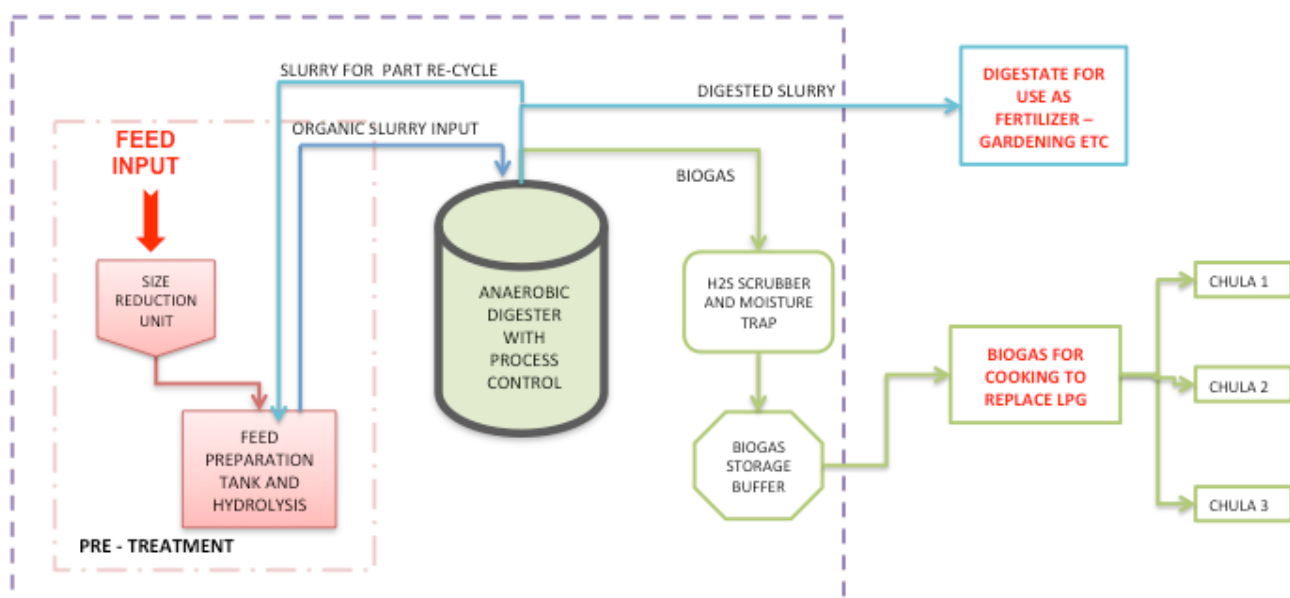 SLURRY FOR PART RE-CYCLE
DIGESTED SLURRY
DIGESTATE FOR
USE AS
FERTILIZER –
GARDENING ETC
ORGANIC SLURRY INPUT
FEED
INPUT
BIOGAS
SIZE
REDUCTION
UNIT
ANAEROBIC
DIGESTER
WITH
PROCESS
CONTROL
H2S SCRUBBER
AND MOISTURE
TRAP
CHULA 1
BIOGAS FOR
COOKING TO
REPLACE LPG
CHULA 2
FEED
PREPARATION
TANK AND
HYDROLYSIS
BIOGAS
STORAGE
BUFFER
CHULA 3
PRE - TREATMENT